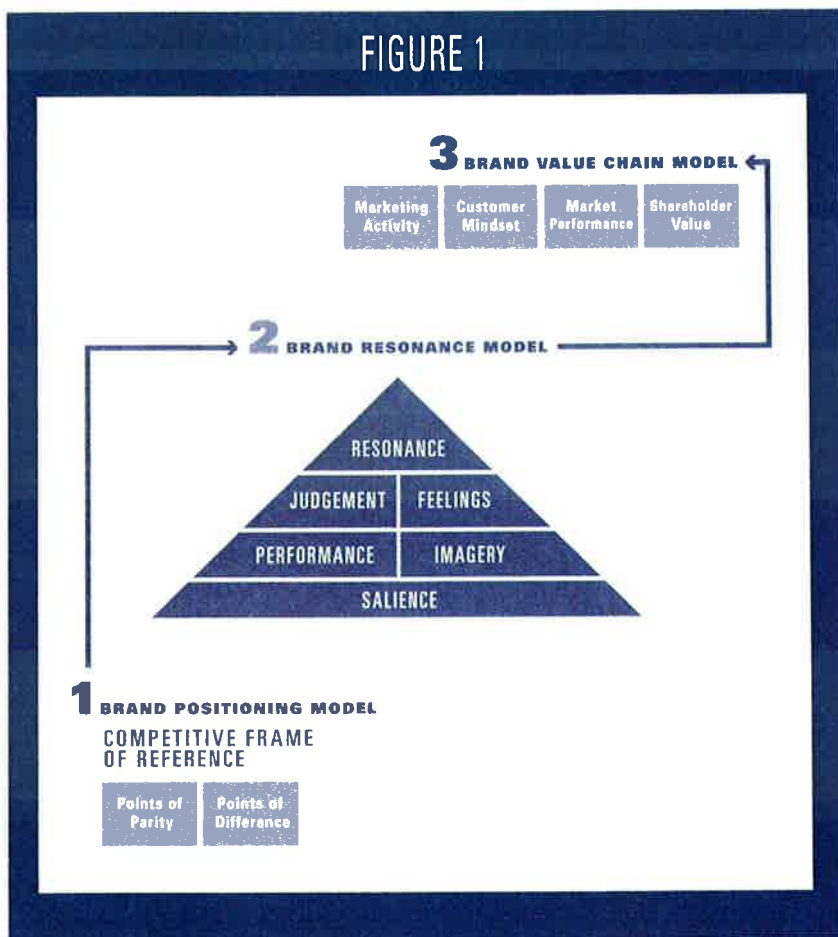 FIGURE 1
3 BRAND VALUE CHAIN MODEL
Marketing Activity
Customer Mindset
Market Performance
Shareholder Value
2 BRAND RESONANCE MODEL
RESONANCE
JUDGEMENT
FEELINGS
PERFORMANCE
IMAGERY
SALIENCE
1 BRAND POSITIONING MODEL
COMPETITIVE FRAME
OF REFERENCE
Points of Parity
Points of Difference